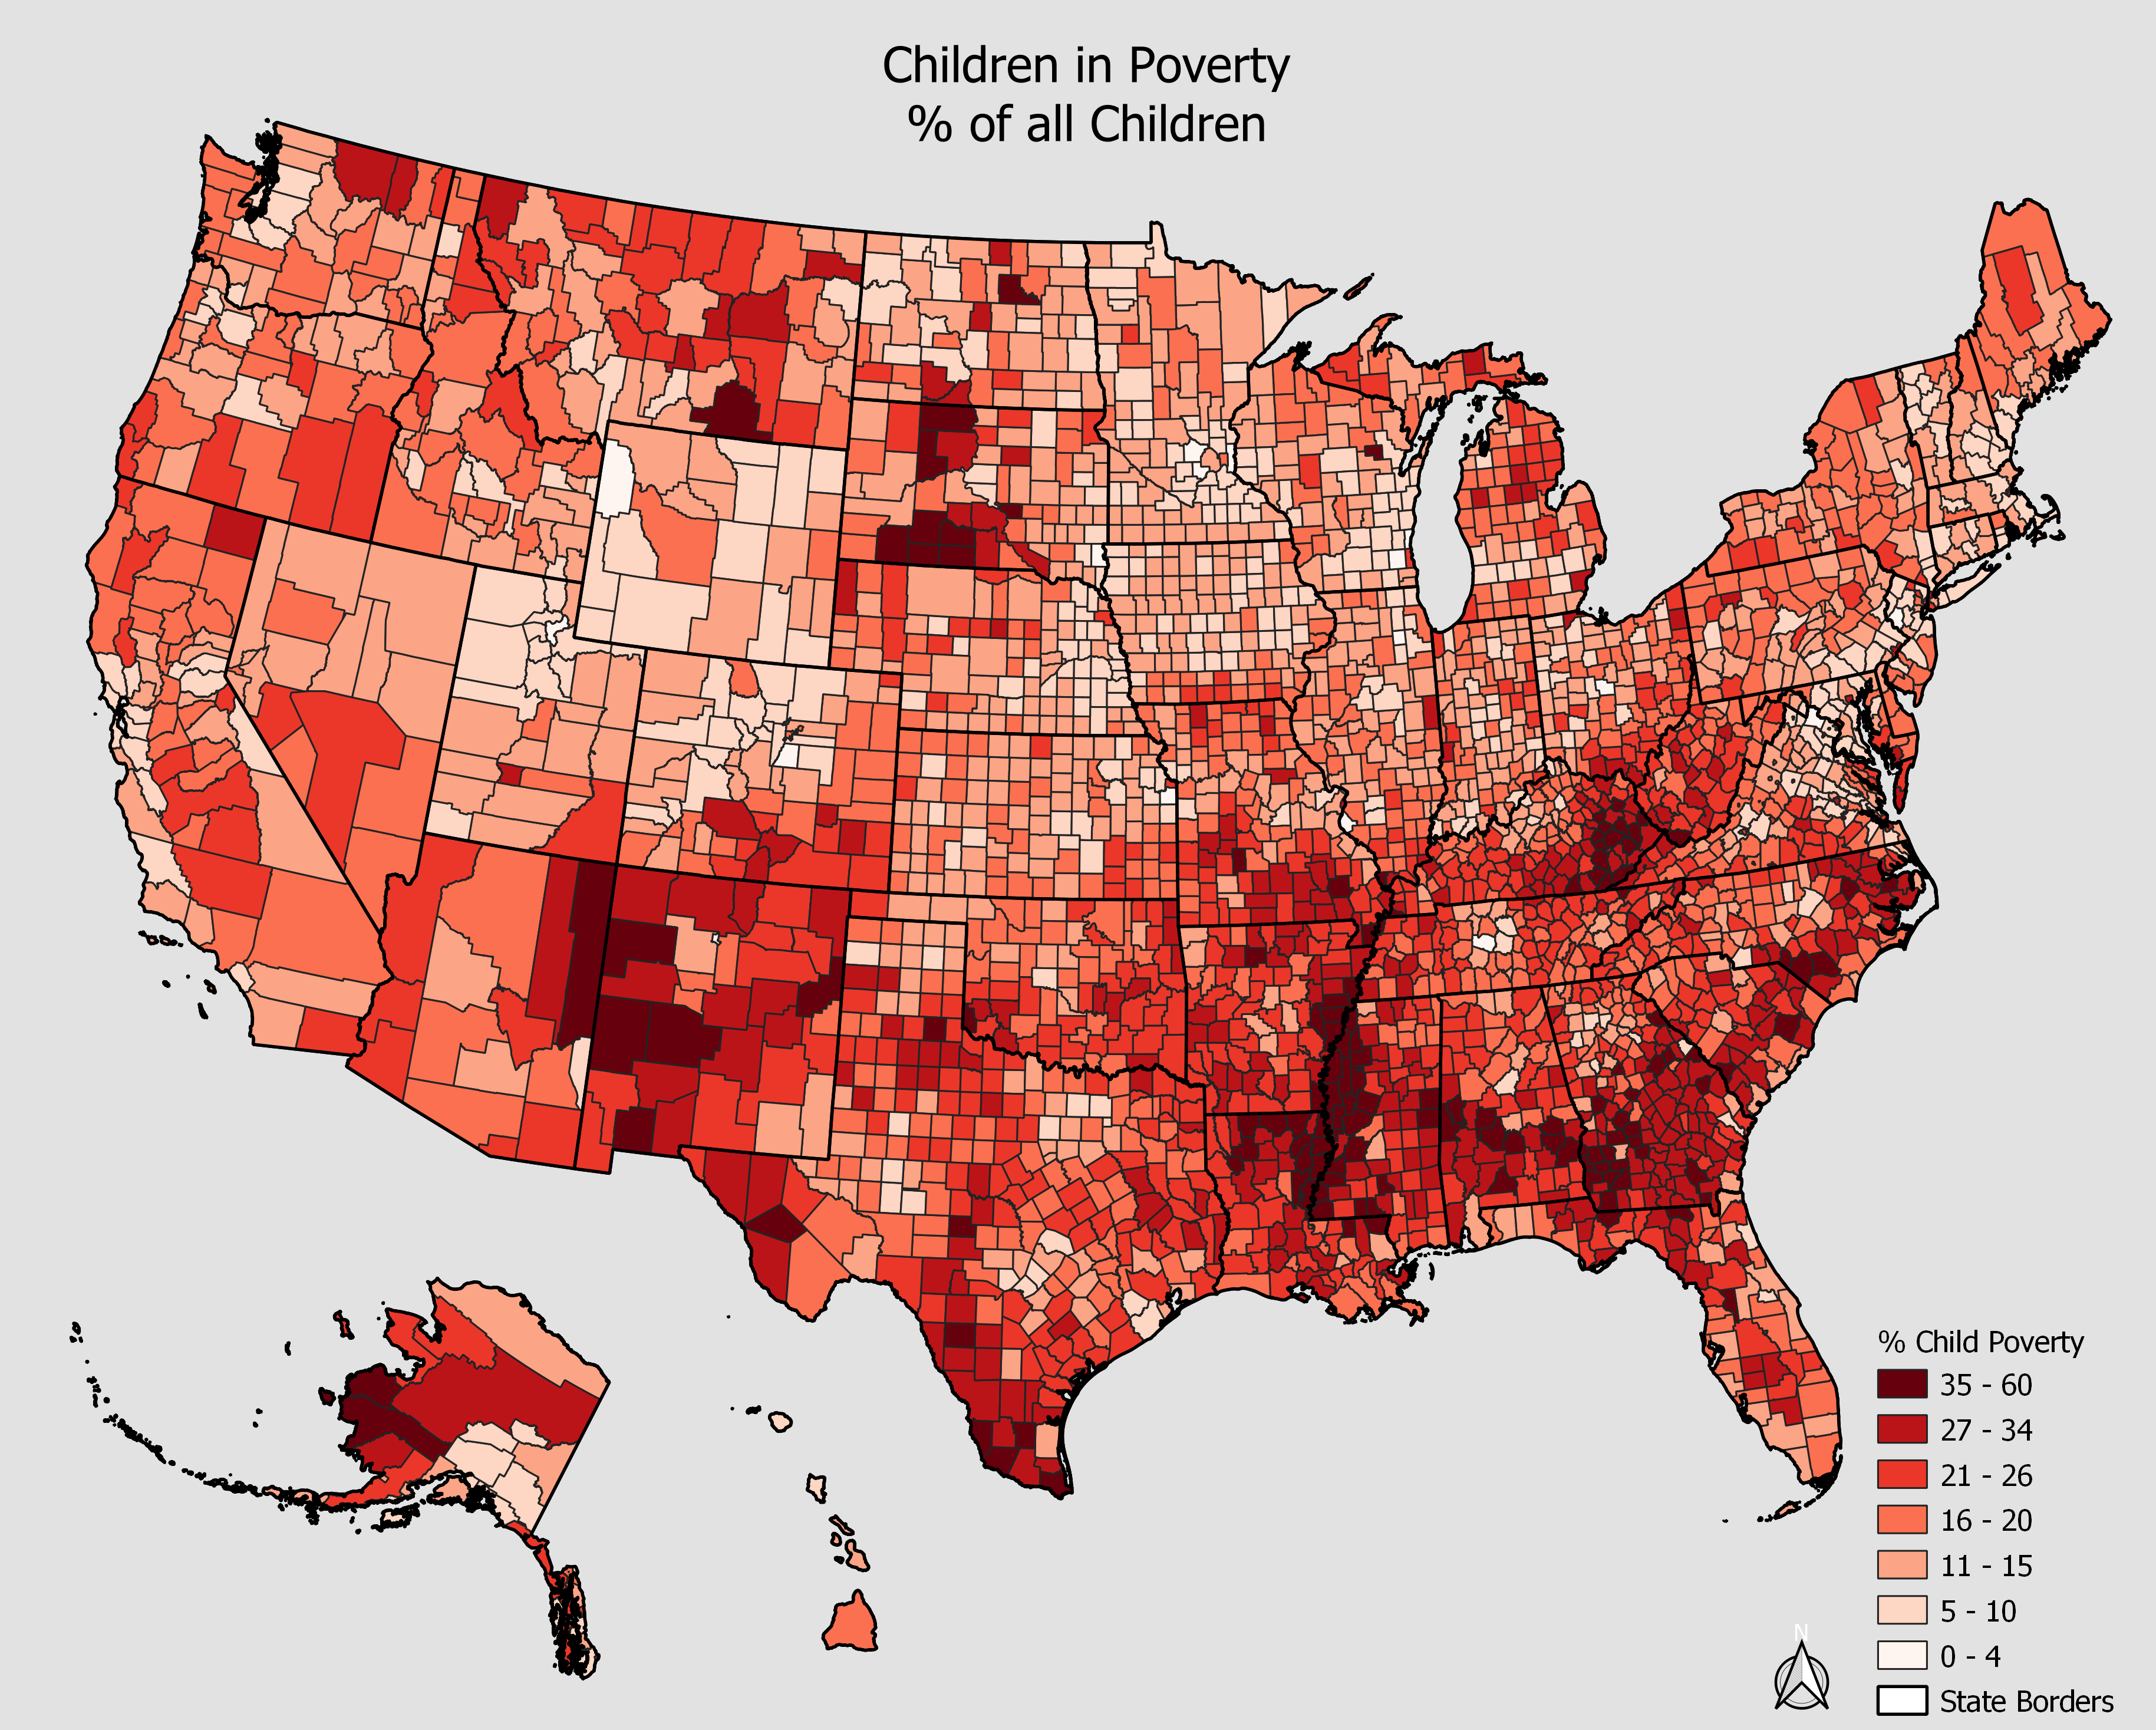 Children in Poverty
% of all Children
% Child Poverty
35 - 60
27 - 34
21 - 26
16 - 20
11 - 15
5 - 10
0 - 4
State Borders
N